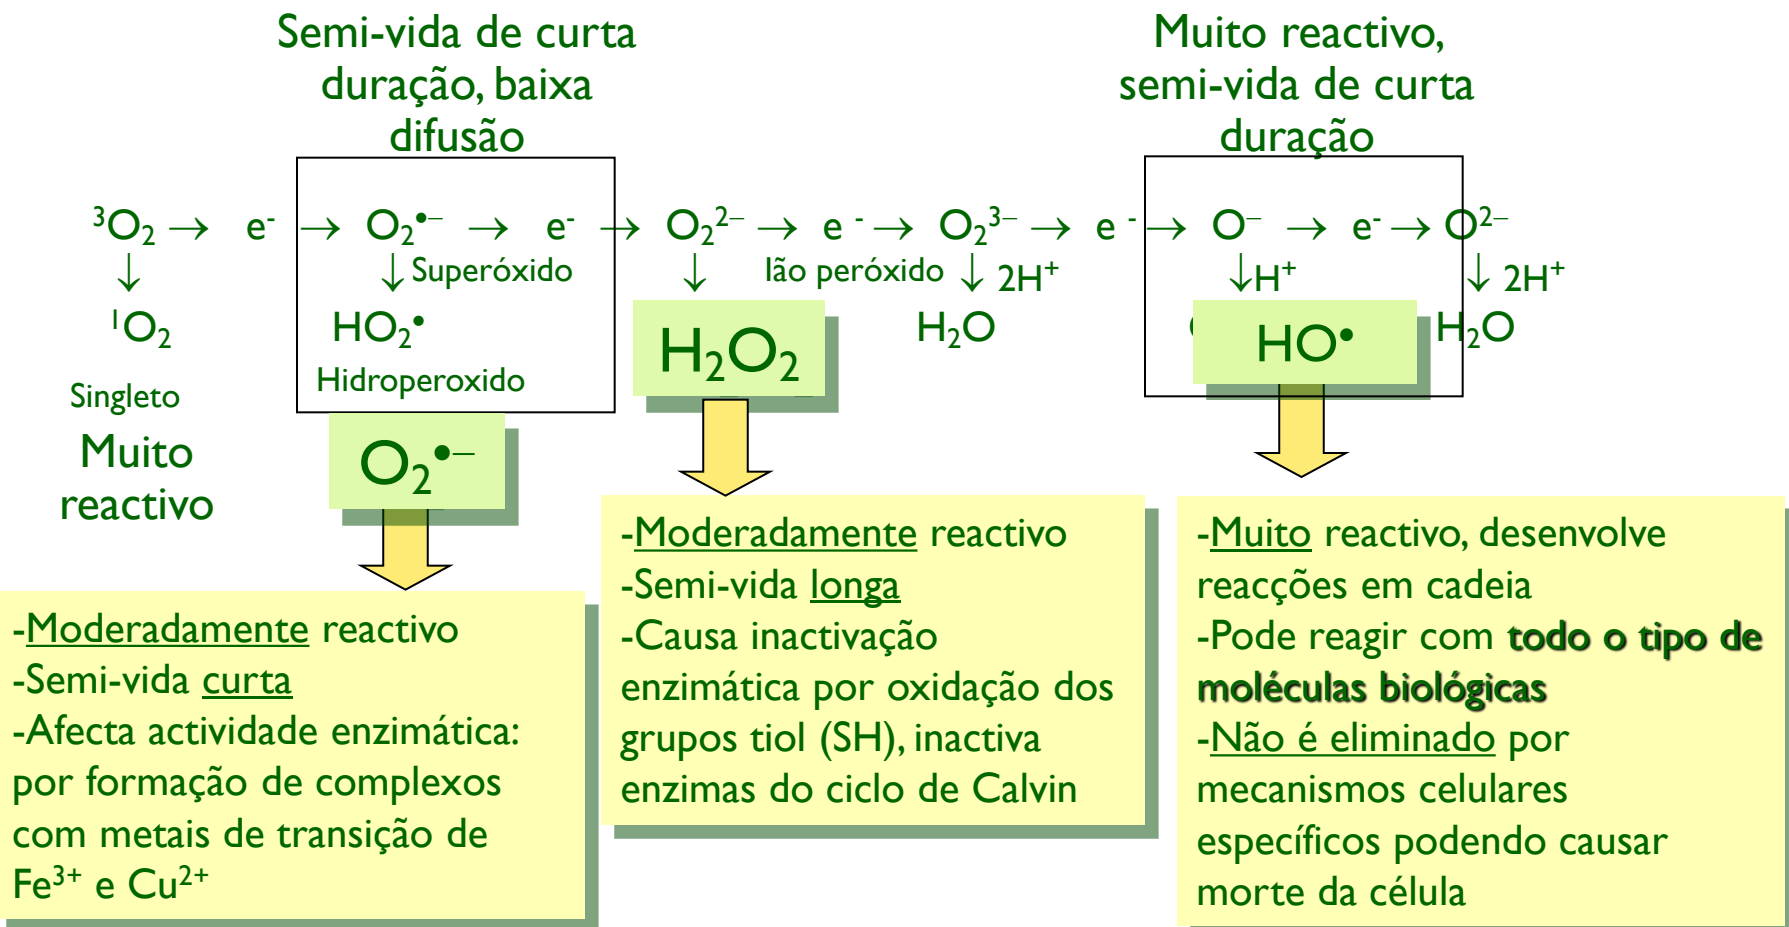 Semi-vida de curta
duração, baixa
difusão
Muito reactivo,
semi-vida de curta
duração
³O₂ → e⁻ → O₂•⁻ → e⁻ → O₂²⁻ → e⁻ → O₂³⁻ → e⁻ → O⁻ → e⁻ → O²⁻
↓ ↓ Superóxido ↓ Ião peróxido ↓ 2H⁺ ↓H⁺ ↓ 2H⁺
¹O₂ HO₂• H₂O₂ H₂O HO• H₂O
Singleto
Hidroperoxido
Muito
reactivo
O₂•⁻
-Moderadamente reactivo
-Semi-vida curta
-Afecta actividade enzimática:
por formação de complexos
com metais de transição de
Fe³⁺ e Cu²⁺
-Moderadamente reactivo
-Semi-vida longa
-Causa inactivação
enzimática por oxidação dos
grupos tiol (SH), inactiva
enzimas do ciclo de Calvin
-Muito reactivo, desenvolve
reacções em cadeia
-Pode reagir com todo o tipo de
moléculas biológicas
-Não é eliminado por
mecanismos celulares
específicos podendo causar
morte da célula